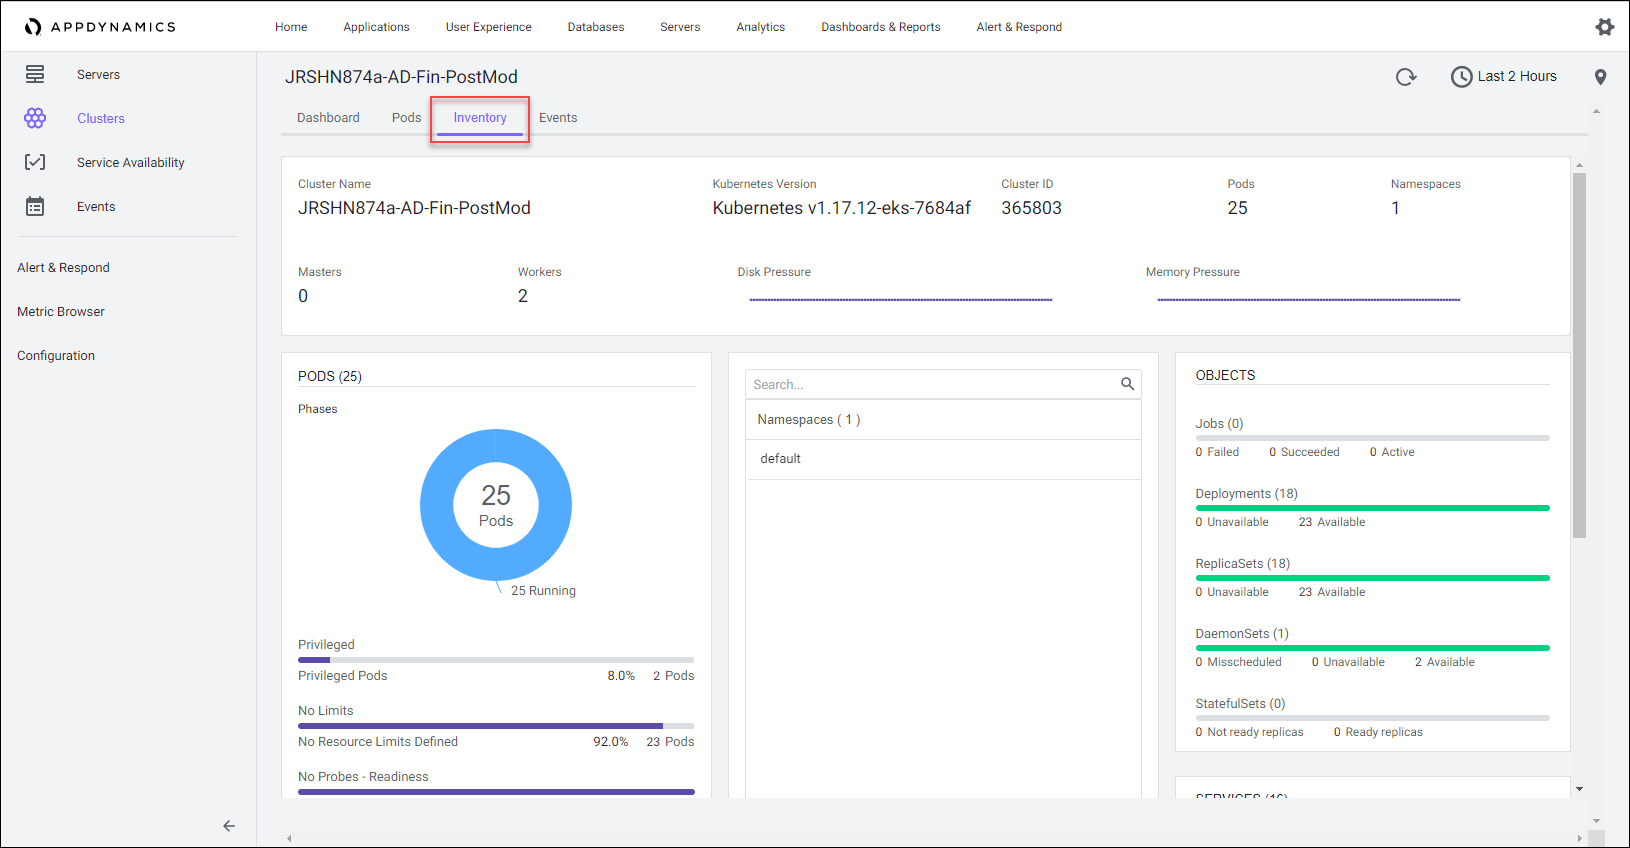 APPDYNAMICS Home Applications User Experience Databases Servers Analytics Dashboards & Reports Alert & Respond
Servers
Clusters
Service Availability
Events
Alert & Respond
Metric Browser
Configuration
JRSHN874a-AD-Fin-PostMod Last 2 Hours
Dashboard Pods Inventory Events
Cluster Name Kubernetes Version Cluster ID Pods Namespaces
JRSHN874a-AD-Fin-PostMod Kubernetes v1.17.12-eks-7684af 365803 25 1
Masters Workers Disk Pressure Memory Pressure
0 2
PODS (25)
Phases
25
Pods
25 Running
Privileged
Privileged Pods 8.0% 2 Pods
No Limits
No Resource Limits Defined 92.0% 23 Pods
No Probes - Readiness
Search...
Namespaces ( 1 )
default
OBJECTS
Jobs (0)
0 Failed 0 Succeeded 0 Active
Deployments (18)
0 Unavailable 23 Available
ReplicaSets (18)
0 Unavailable 23 Available
DaemonSets (1)
0 Misscheduled 0 Unavailable 2 Available
StatefulSets (0)
0 Not ready replicas 0 Ready replicas
SERVICES (16)